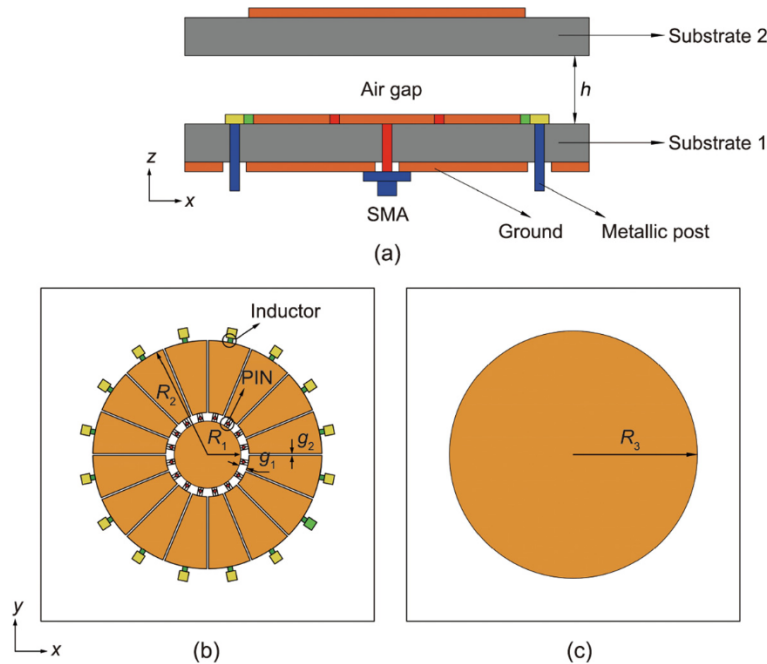 Substrate 2
Air gap
h
Substrate 1
z
x
SMA
Ground
Metallic post
(a)
Inductor
PIN
R2
R1
g2
g1
R3
y
x
(b)
(c)